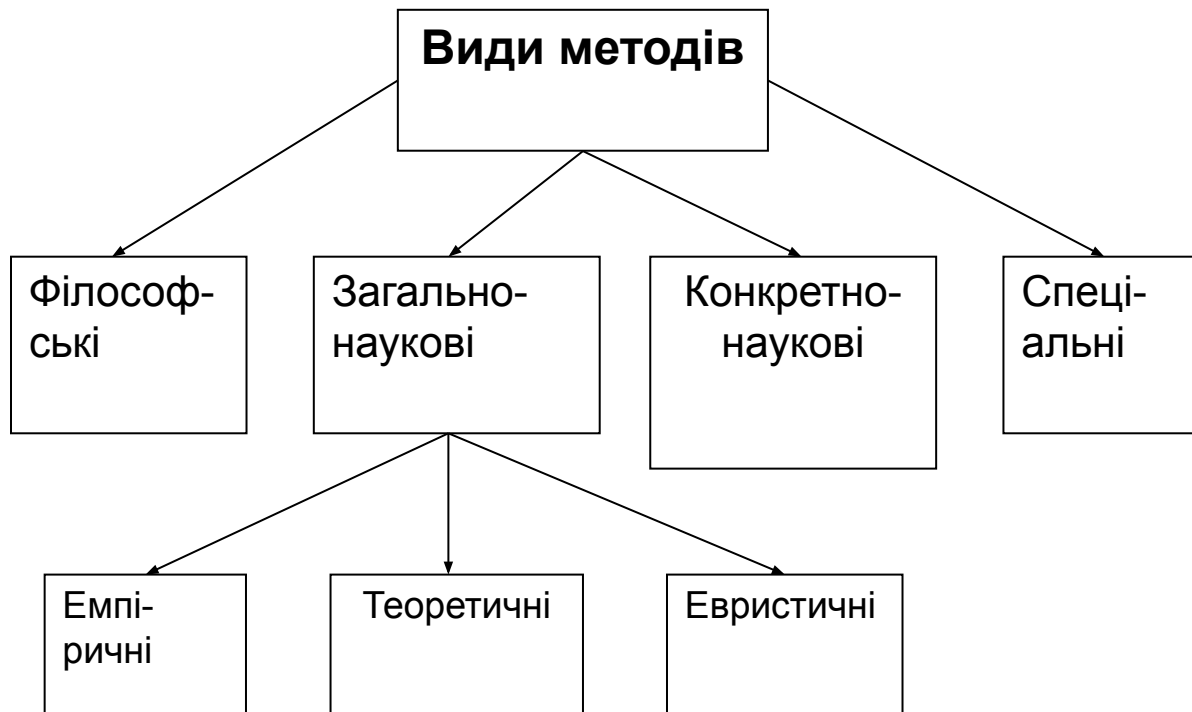 Види методів
Філософ-
ські
Загально-
наукові
Конкретно-
наукові
Спеці-
альні
Емпі-
ричні
Теоретичні
Евристичні